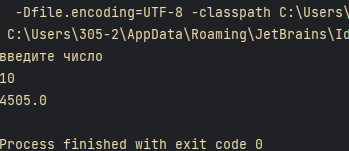 -Dfile.encoding=UTF-8 -classpath C:\Users\
C:\Users\305-2\AppData\Roaming\JetBrains\Id
введите число
10
4505.0
Process finished with exit code 0